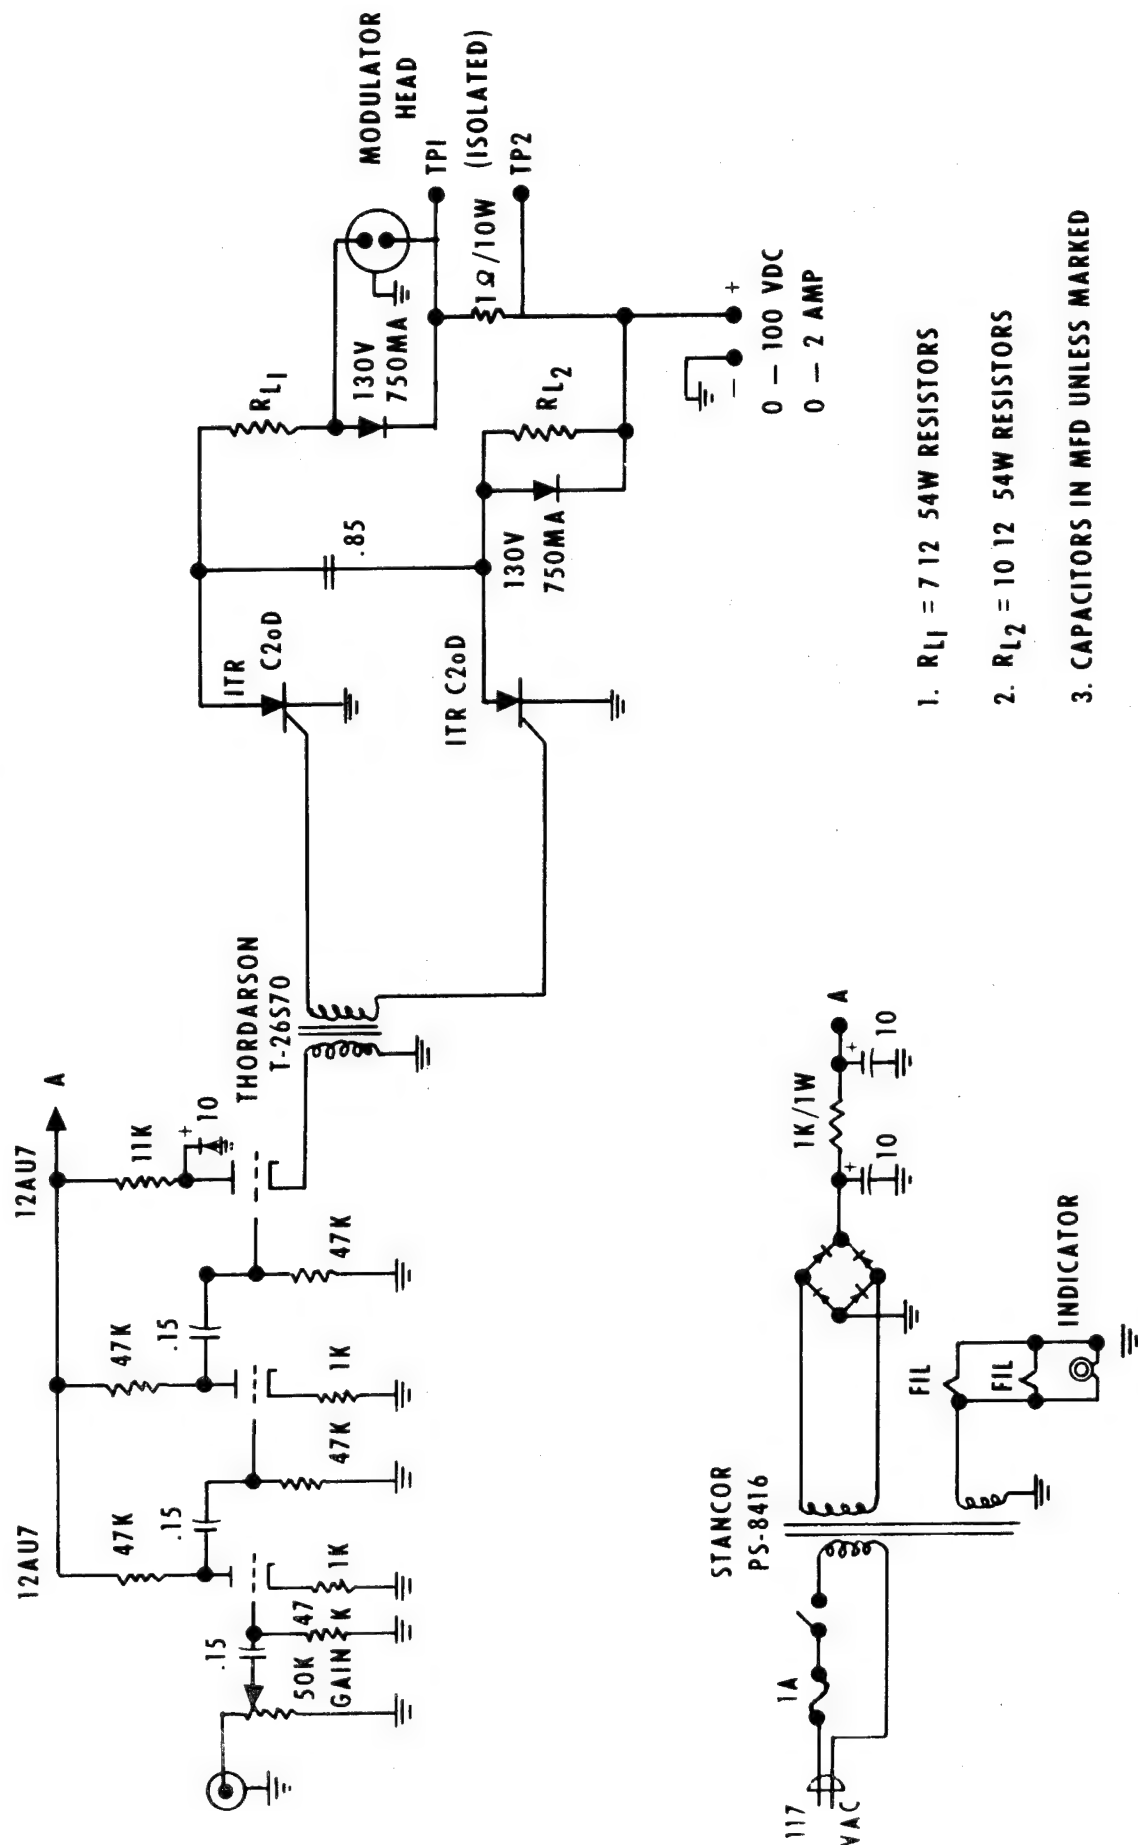 12AU7
12AU7
A
47K
.15
47K
.15
11K
+
10
THORDARSON
T-26S70
.15
50K
GAIN
47
K
1K
47K
1K
47K
ITR
C2oD
ITR C2oD
.85
RL1
130V
750MA
130V
750MA
RL2
MODULATOR
HEAD
TP1
(ISOLATED)
1Ω/10W
TP2
+
−
0 – 100 VDC
0 – 2 AMP
117
VAC
1A
STANCOR
PS-8416
1K/1W
A
+
10
+
10
FIL
FIL
INDICATOR
1. RL1 = 7 12 54W RESISTORS
2. RL2 = 10 12 54W RESISTORS
3. CAPACITORS IN MFD UNLESS MARKED